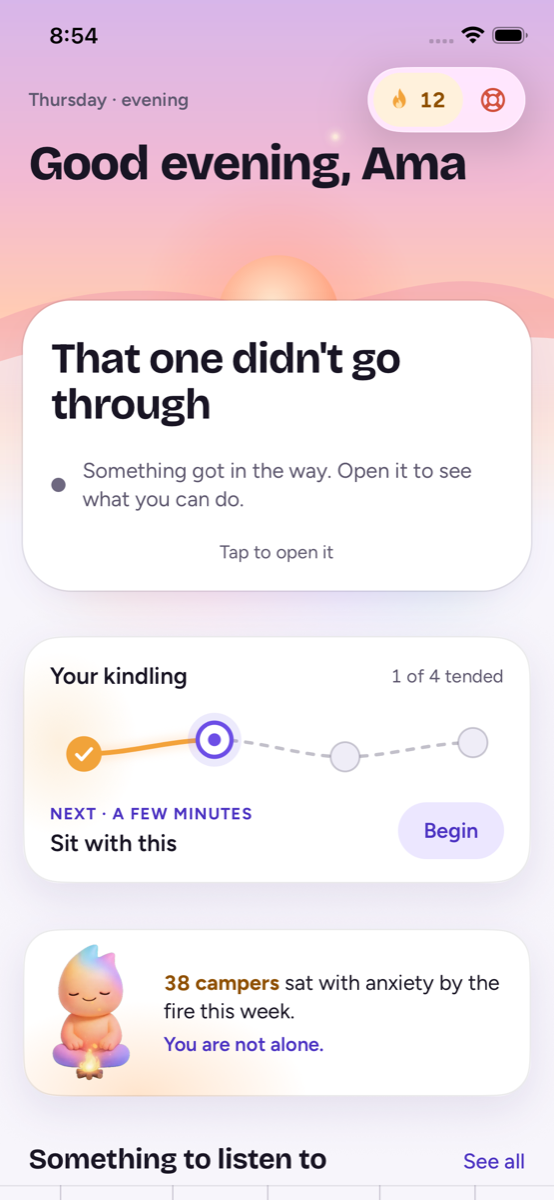 8:54
Thursday · evening
12
Good evening, Ama
That one didn't go
through
Something got in the way. Open it to see
what you can do.
Tap to open it
Your kindling
1 of 4 tended
NEXT · A FEW MINUTES
Sit with this
Begin
38 campers sat with anxiety by the
fire this week.
You are not alone.
Something to listen to
See all